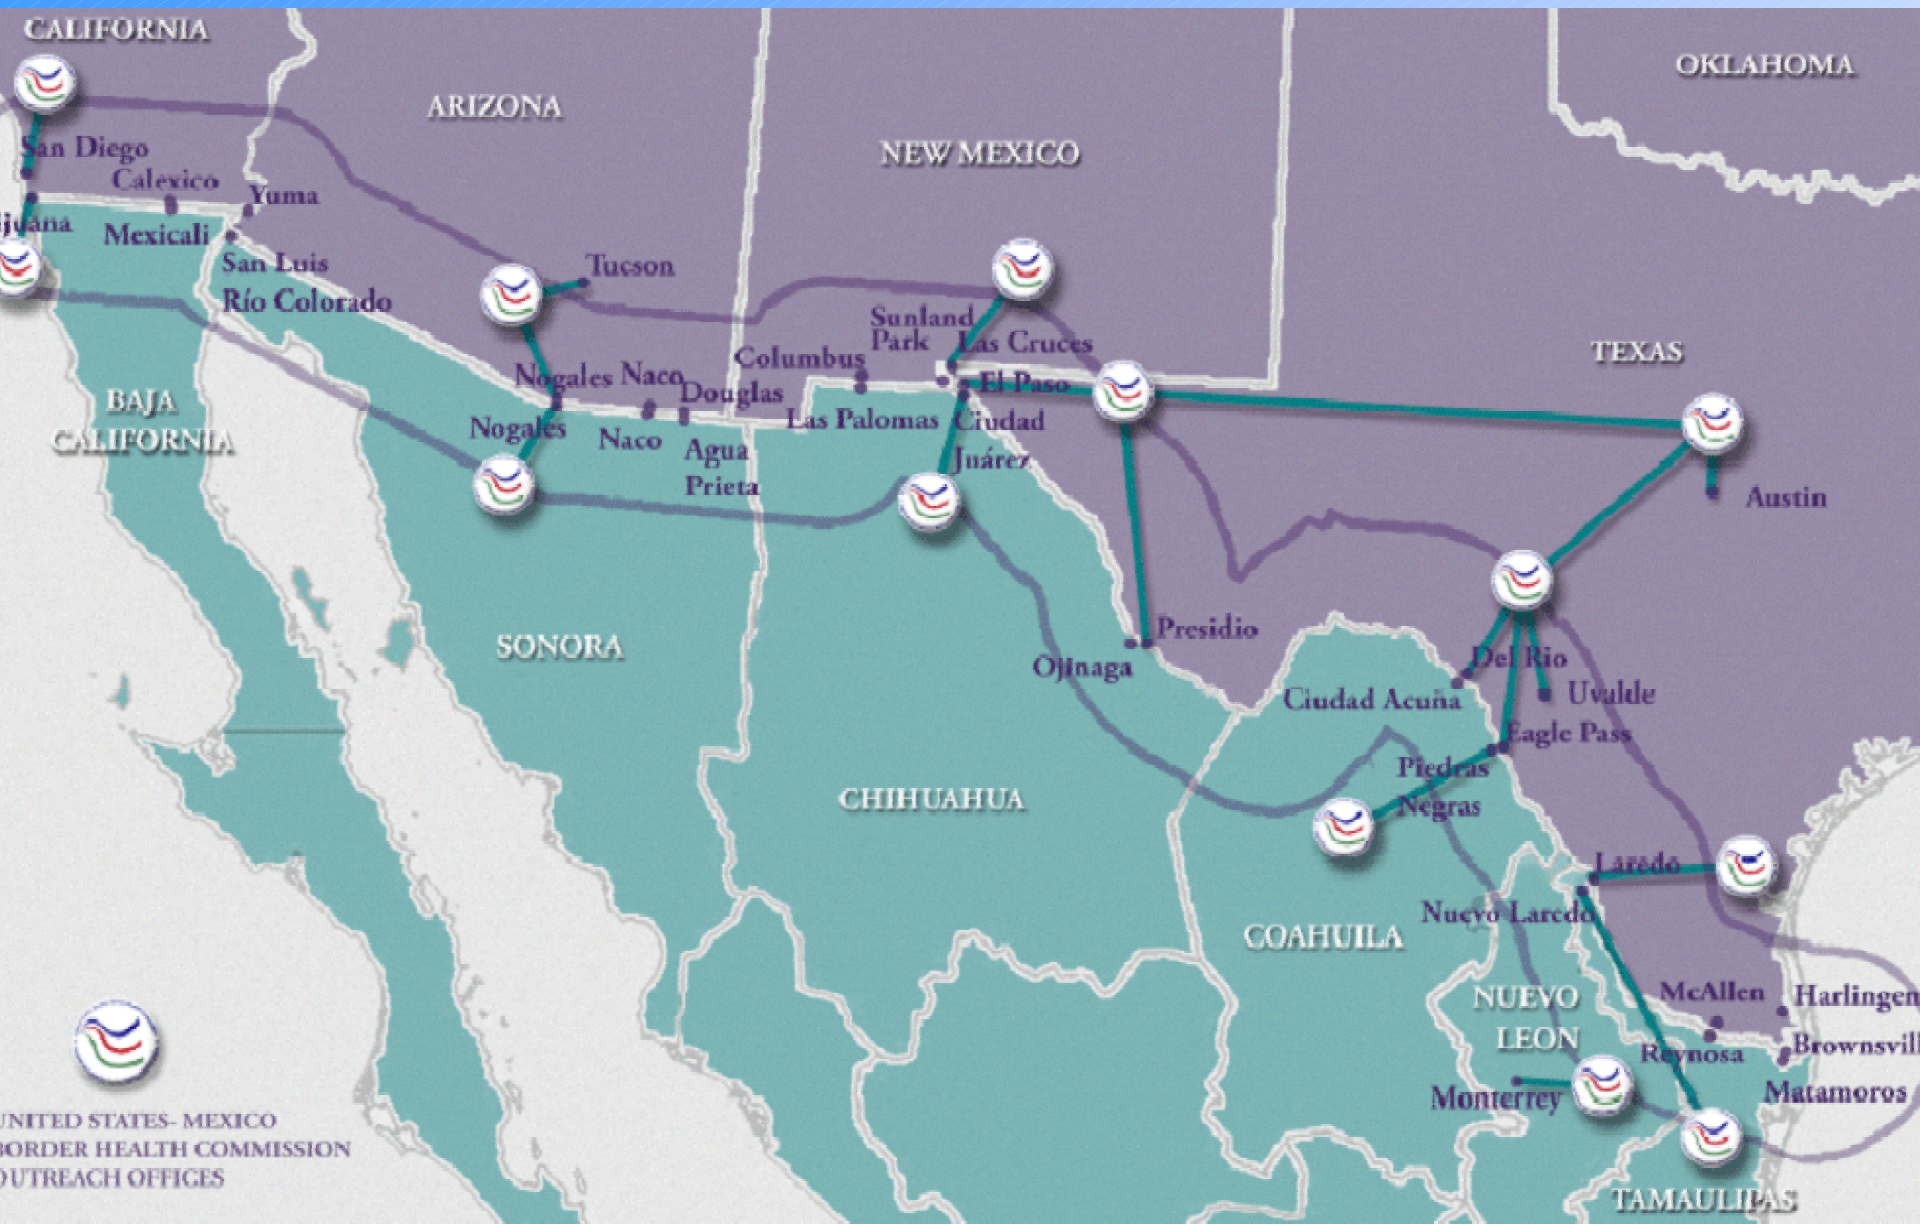 CALIFORNIA
OKLAHOMA
ARIZONA
NEW MEXICO
San Diego
Calexico
Yuma
ijuana
Mexicali
San Luis
Río Colorado
Tucson
Sunland
Park
Las Cruces
TEXAS
Columbus
Nogales
Naco
Douglas
El Paso
BAJA
CALIFORNIA
Nogales
Naco
Agua
Prieta
Las Palomas
Ciudad
Juárez
Austin
SONORA
Presidio
Ojinaga
Del Rio
Ciudad Acuña
Uvalde
Eagle Pass
Piedras
Negras
CHIHUAHUA
Laredo
Nuevo Laredo
COAHUILA
NUEVO
LEON
McAllen
Harlingen
Reynosa
Brownsvill
Monterrey
Matamoros
UNITED STATES- MEXICO
BORDER HEALTH COMMISSION
OUTREACH OFFICES
TAMAULIPAS